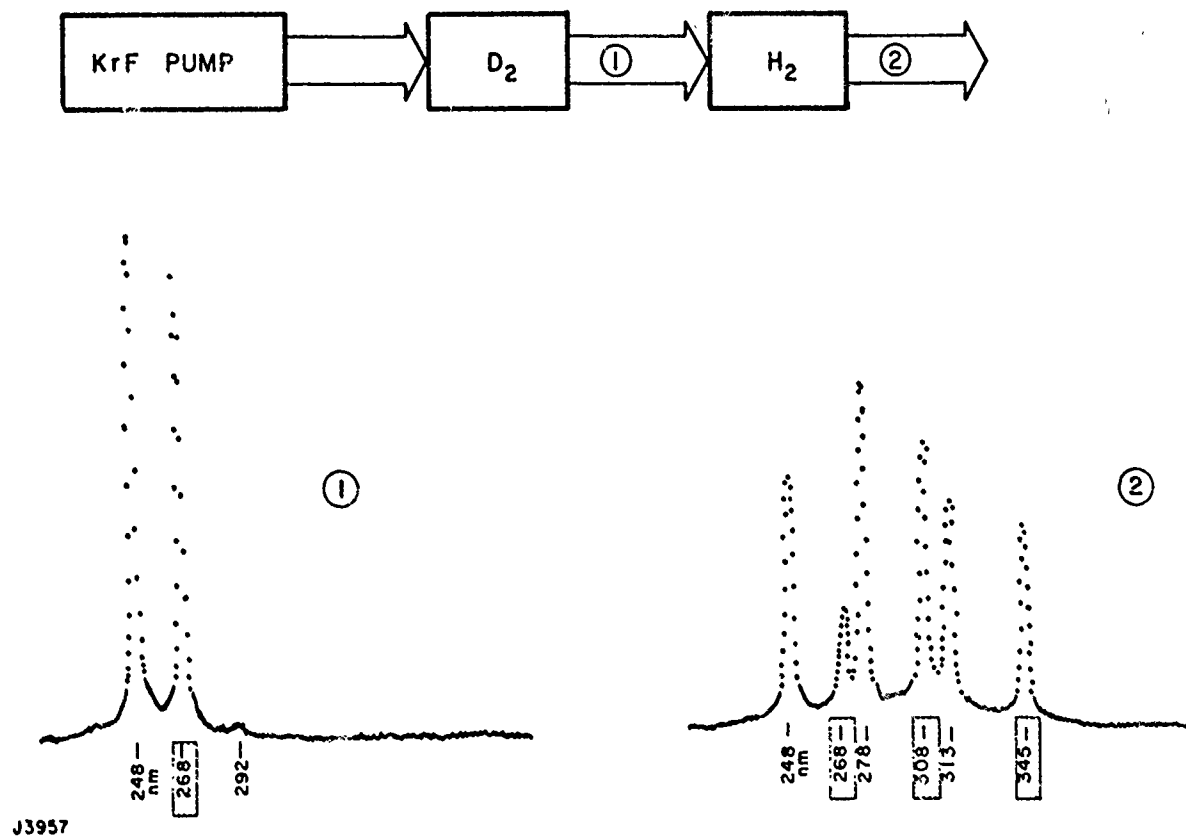 KrF PUMP
D₂
①
H₂
②
①
②
248 nm
268
292
248 nm
268
278
308
313
345
J3957